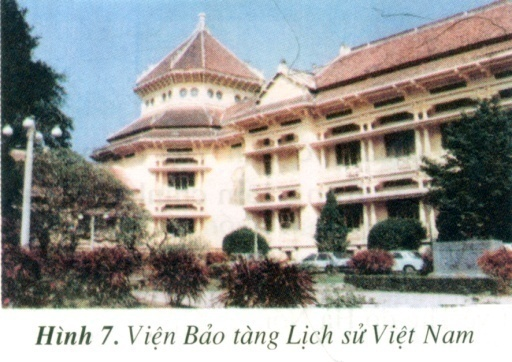 Hình 7. Viện Bảo tàng Lịch sử Việt Nam